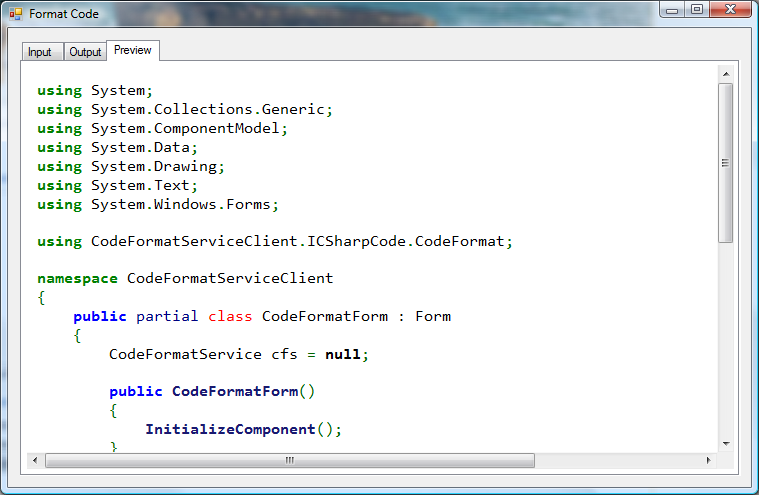 Format Code
Input Output Preview
using System;
using System.Collections.Generic;
using System.ComponentModel;
using System.Data;
using System.Drawing;
using System.Text;
using System.Windows.Forms;
using CodeFormatServiceClient.ICSharpCode.CodeFormat;
namespace CodeFormatServiceClient
{
    public partial class CodeFormatForm : Form
    {
        CodeFormatService cfs = null;
        public CodeFormatForm()
        {
            InitializeComponent();
        }